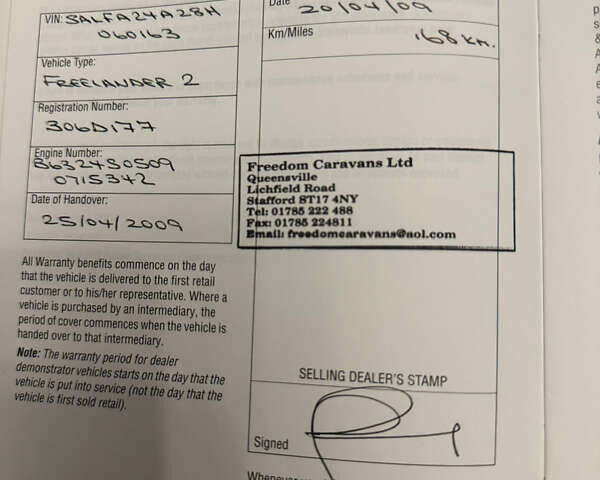 VIN: SALFA24A28H
060163
Vehicle Type:
FREELANDER 2
Registration Number:
306D177
Engine Number:
B6324S0509
0715342
Date of Handover:
25/04/2009
All Warranty benefits commence on the day
that the vehicle is delivered to the first retail
customer or to his/her representative. Where a
vehicle is purchased by an intermediary, the
period of cover commences when the vehicle is
handed over to that intermediary.
Note: The warranty period for dealer
demonstrator vehicles starts on the day that the
vehicle is put into service (not the day that the
vehicle is first sold retail).
Date 20/04/09
Km/Miles .68 KM.
Freedom Caravans Ltd
Queensville
Lichfield Road
Stafford ST17 4NY
Tel: 01785 222 488
Fax: 01785 224811
Email: freedomcaravans@aol.com
SELLING DEALER'S STAMP
Signed
Whenever